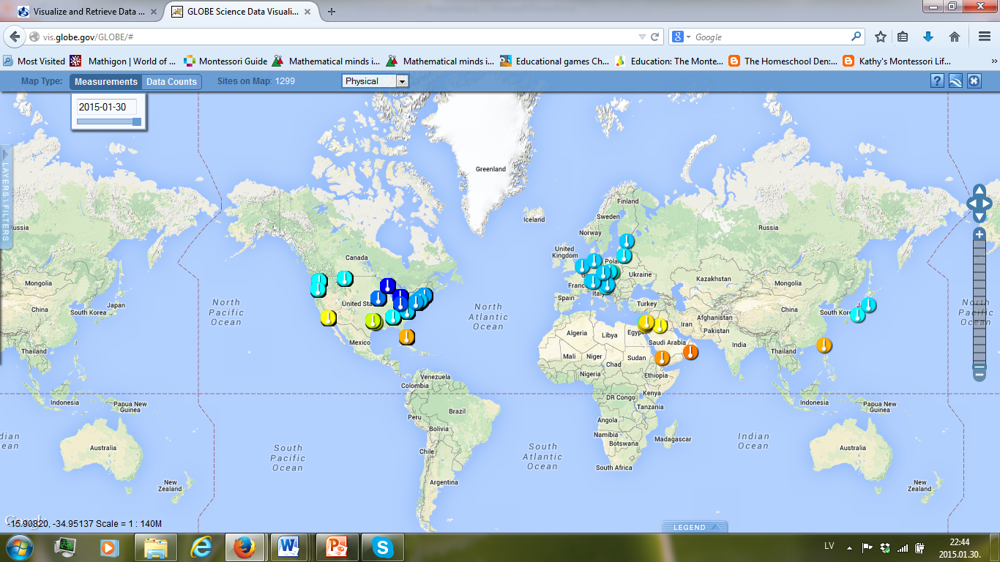 Visualize and Retrieve Data ...
GLOBE Science Data Visuali...
vis.globe.gov/GLOBE/#
Google
Most Visited
Mathigon | World of ...
Montessori Guide
Mathematical minds i...
Mathematical minds i...
Educational games Ch...
Education: The Monte...
The Homeschool Den:...
Kathy's Montessori Lif...
Map Type:
Measurements
Data Counts
Sites on Map: 1299
Physical
2015-01-30
LAYERS \ FILTERS
Greenland
Finland
Iceland
Sweden
Norway
Russia
United Kingdom
Canada
Ukraine
Kazakhstan
Mongolia
Mongolia
China
Japan
South Korea
North Pacific Ocean
United Sta
North Atlantic Ocean
Spain
Turkey
Afghanistan
China
South Kor
Iran
Pakistan
Algeria
Libya
Egyp
Saudi Arabia
India
Thailand
Mexico
Mali
Niger
Chad
Sudan
Thailand
Nigeria
Ethiopia
Venezuela
Colombia
Indonesia
Papua New Guinea
DR Congo
Kenya
Tanzania
Indonesia
Papua New Guinea
Brazil
Peru
Bolivia
Angola
Namibia
Botswana
Madagascar
Indian Ocean
Australia
South Pacific Ocean
Chile
South Atlantic Ocean
Australia
South Africa
Argentina
New Zealand
New Zealand
-15.90820, -34.95137 Scale = 1 : 140M
LEGEND
LV
22:44
2015.01.30.